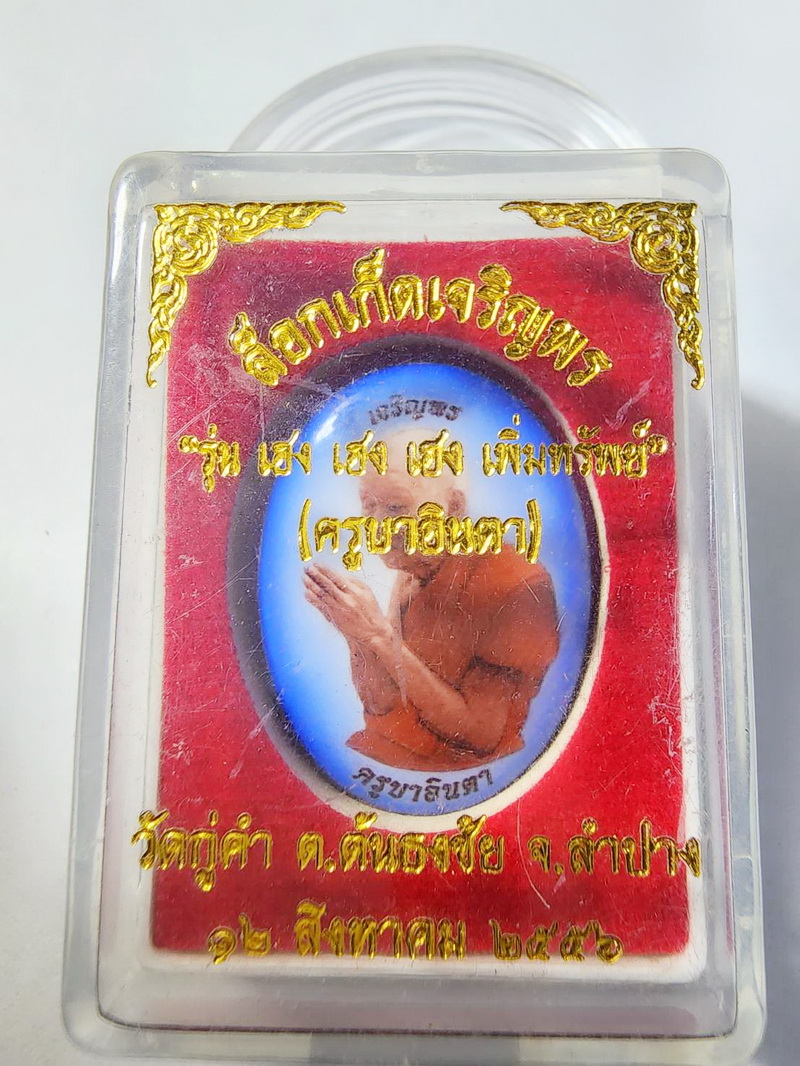 ล็อกเก็ตเจริญพร
เจริญพร
"รุ่น เฮง เฮง เฮง เพิ่มทรัพย์"
(ครูบาอินตา)
ครูบาอินตา
วัดกู่คำ ต.ต้นธงชัย จ.ลำปาง
๑๒ สิงหาคม ๒๕๕๖